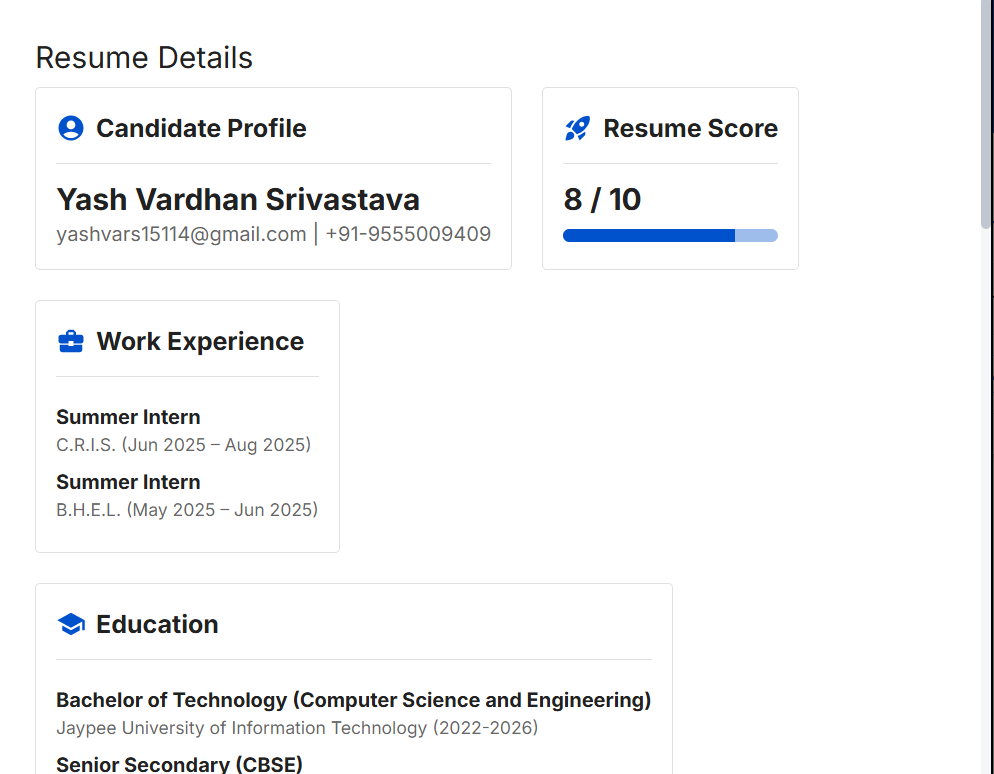 Resume Details
Candidate Profile
Yash Vardhan Srivastava
yashvars15114@gmail.com | +91-9555009409
Resume Score
8 / 10
Work Experience
Summer Intern
C.R.I.S. (Jun 2025 – Aug 2025)
Summer Intern
B.H.E.L. (May 2025 – Jun 2025)
Education
Bachelor of Technology (Computer Science and Engineering)
Jaypee University of Information Technology (2022-2026)
Senior Secondary (CBSE)